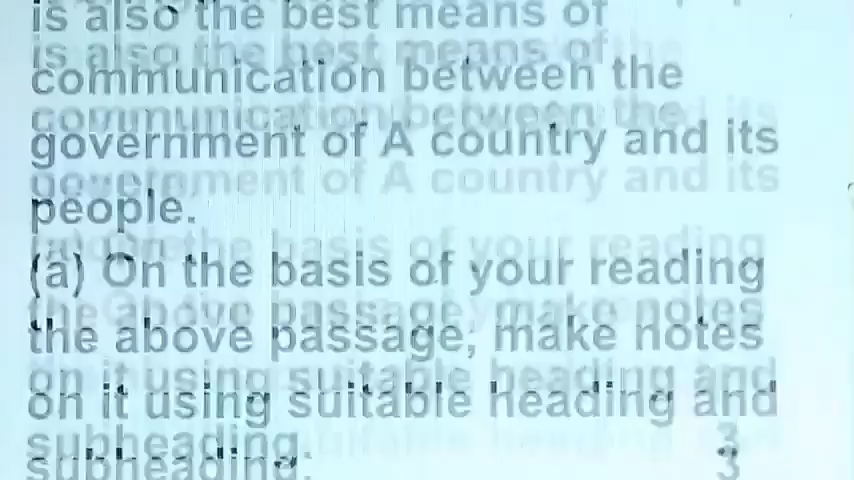 is also the best means of
communication between the
government of A country and its
people.
(a) On the basis of your reading
the above passage, make notes
on it using suitable heading and
subheading. 3